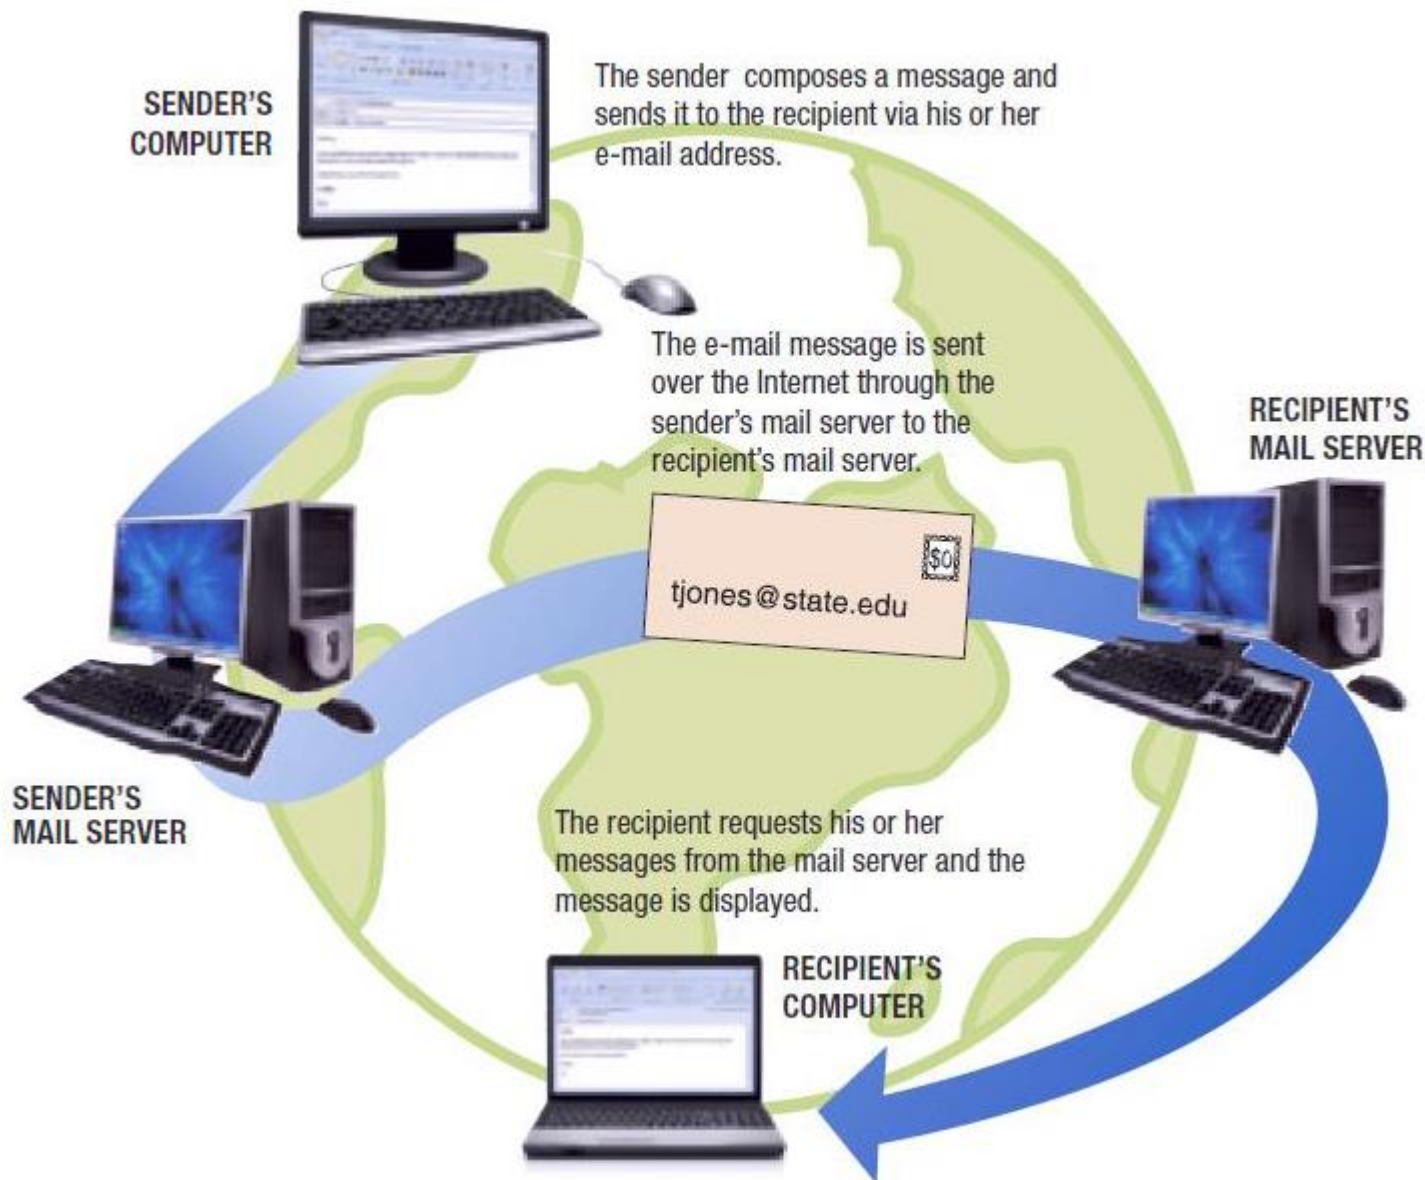 SENDER'S
COMPUTER
The sender composes a message and
sends it to the recipient via his or her
e-mail address.
The e-mail message is sent
over the Internet through the
sender's mail server to the
recipient's mail server.
RECIPIENT'S
MAIL SERVER
$0
tjones@state.edu
SENDER'S
MAIL SERVER
The recipient requests his or her
messages from the mail server and the
message is displayed.
RECIPIENT'S
COMPUTER